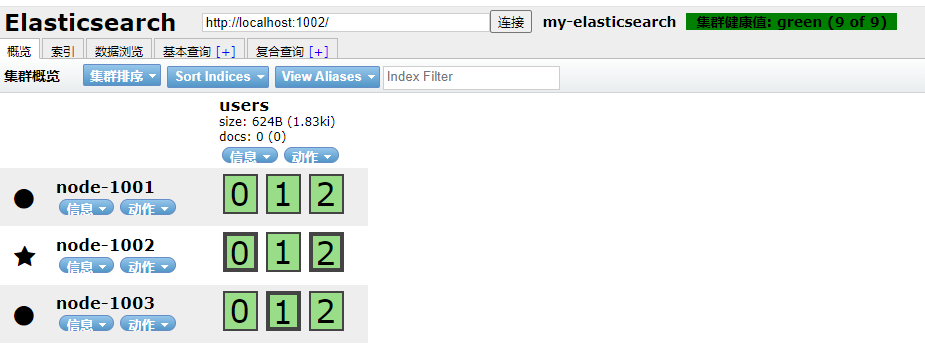 Elasticsearch http://localhost:1002/ 连接 my-elasticsearch 集群健康值: green (9 of 9)
概览 索引 数据浏览 基本查询 [+] 复合查询 [+]
集群概览 集群排序 Sort Indices View Aliases Index Filter
users
size: 624B (1.83ki)
docs: 0 (0)
信息 动作
node-1001 0 1 2
信息 动作
node-1002 0 1 2
信息 动作
node-1003 0 1 2
信息 动作